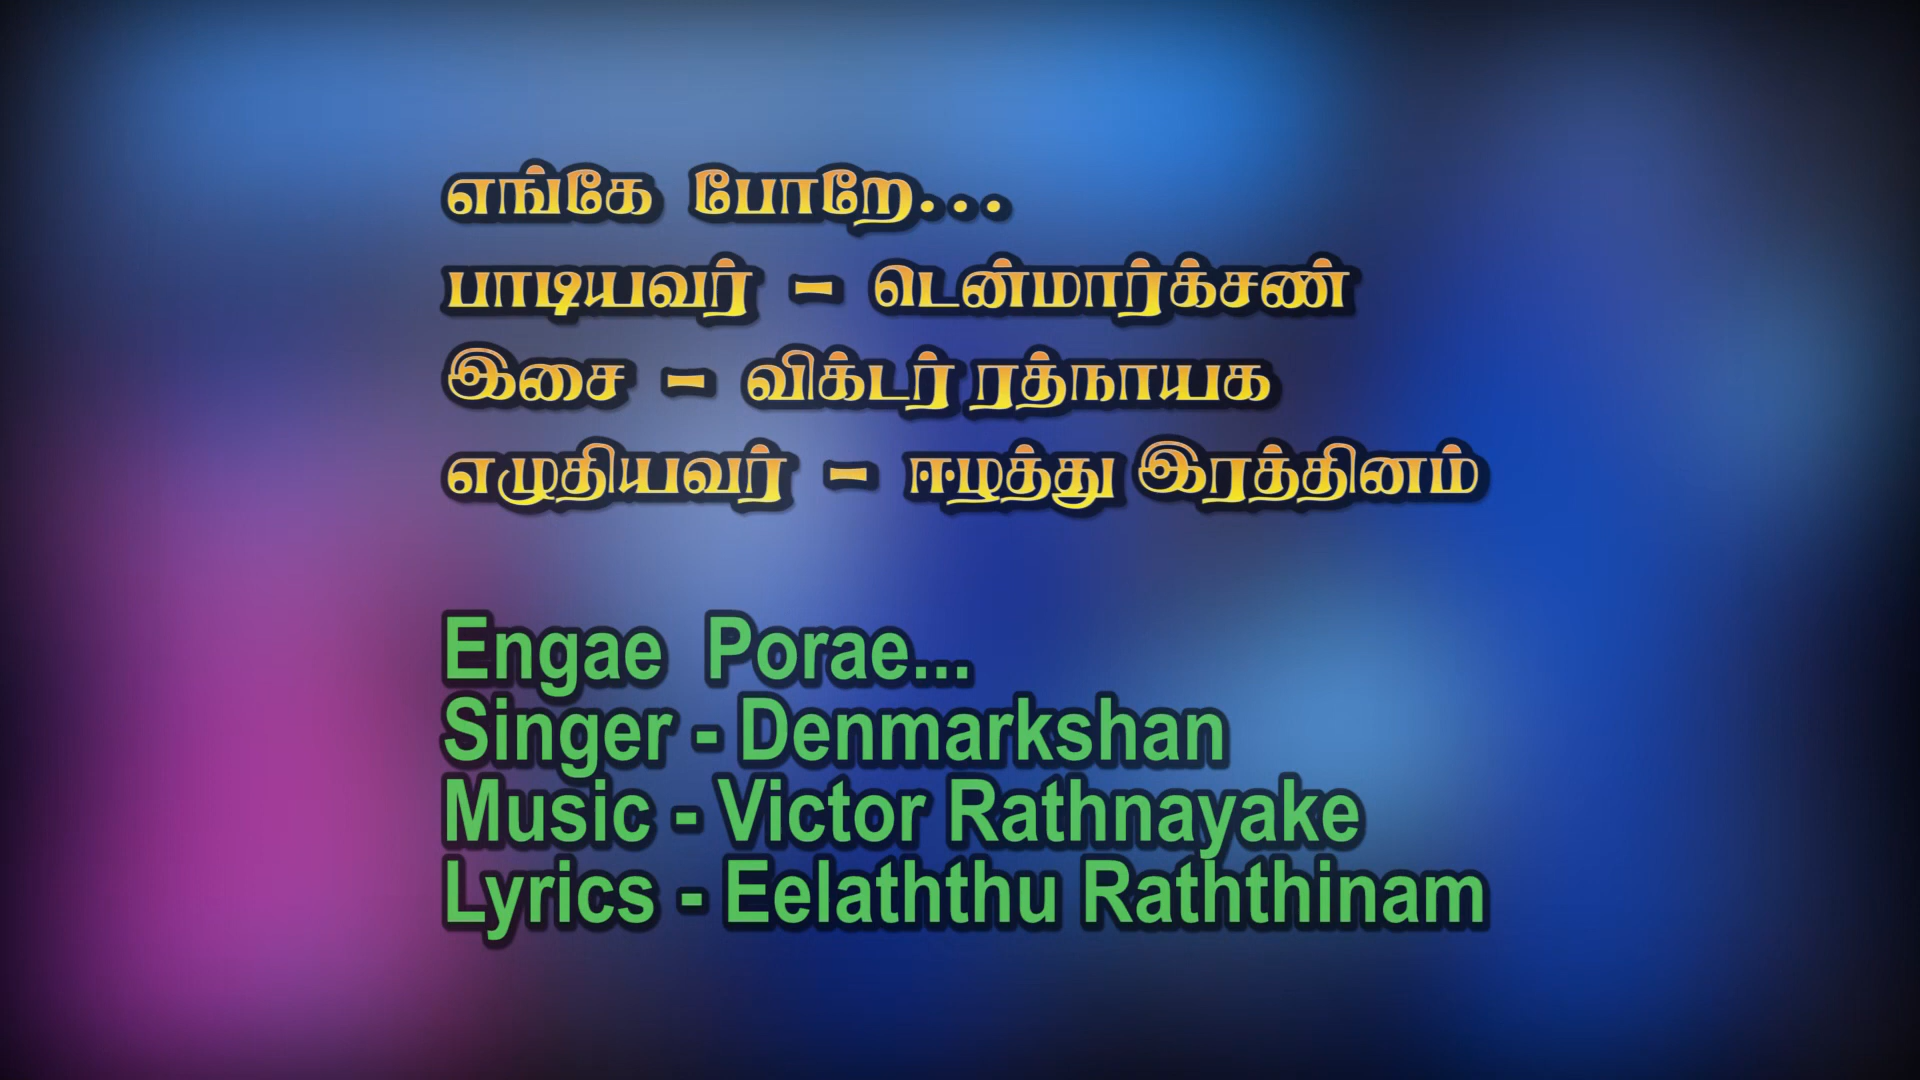 எங்கே போறே...
பாடியவர் - டென்மார்க்சண்
இசை - விக்டர் ரத்நாயக
எழுதியவர் - ஈழத்து இரத்தினம்
Engae Porae...
Singer - Denmarkshan
Music - Victor Rathnayake
Lyrics - Eelaththu Raththinam